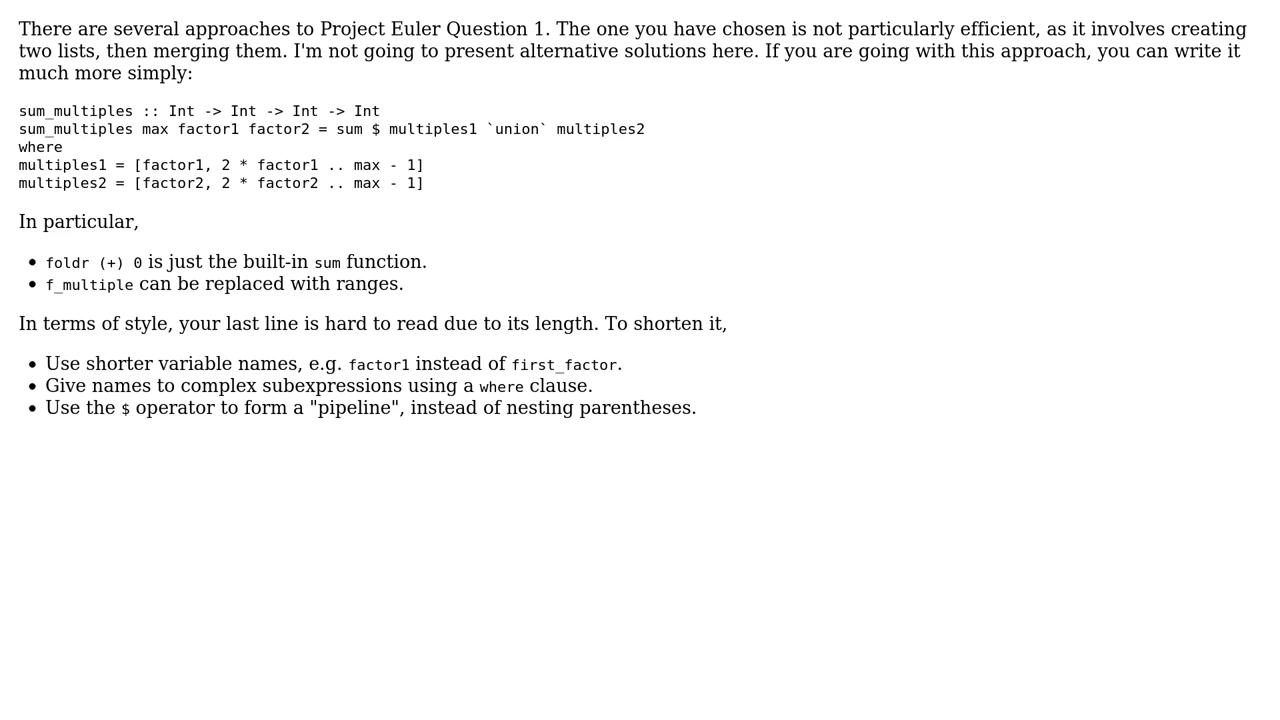 There are several approaches to Project Euler Question 1. The one you have chosen is not particularly efficient, as it involves creating
two lists, then merging them. I'm not going to present alternative solutions here. If you are going with this approach, you can write it
much more simply:
sum_multiples :: Int -> Int -> Int -> Int
sum_multiples max factor1 factor2 = sum $ multiples1 `union` multiples2
where
multiples1 = [factor1, 2 * factor1 .. max - 1]
multiples2 = [factor2, 2 * factor2 .. max - 1]
In particular,
• foldr (+) 0 is just the built-in sum function.
• f_multiple can be replaced with ranges.
In terms of style, your last line is hard to read due to its length. To shorten it,
• Use shorter variable names, e.g. factor1 instead of first_factor.
• Give names to complex subexpressions using a where clause.
• Use the $ operator to form a "pipeline", instead of nesting parentheses.